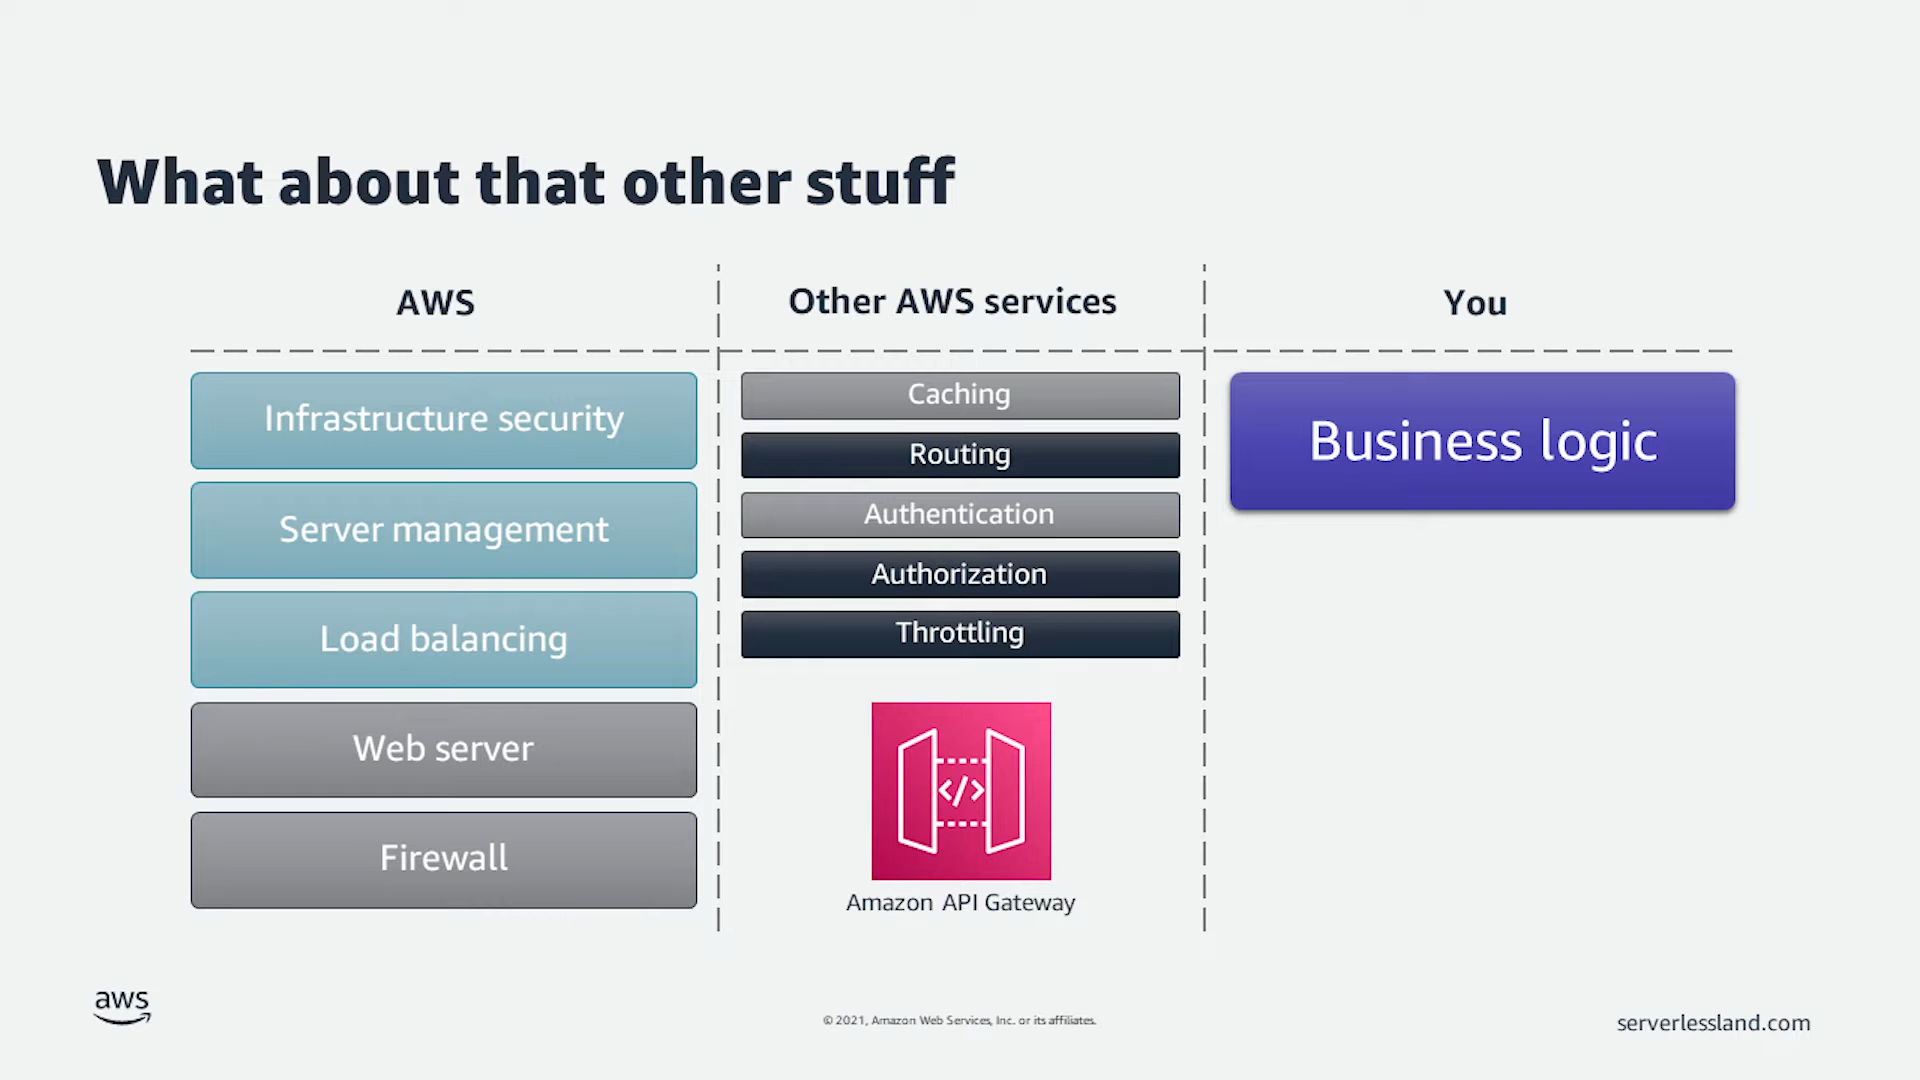 What about that other stuff
AWS
Other AWS services
You
Infrastructure security
Server management
Load balancing
Web server
Firewall
Caching
Routing
Authentication
Authorization
Throttling
</>
Amazon API Gateway
Business logic
aws
© 2021, Amazon Web Services, Inc. or its affiliates.
serverlessland.com